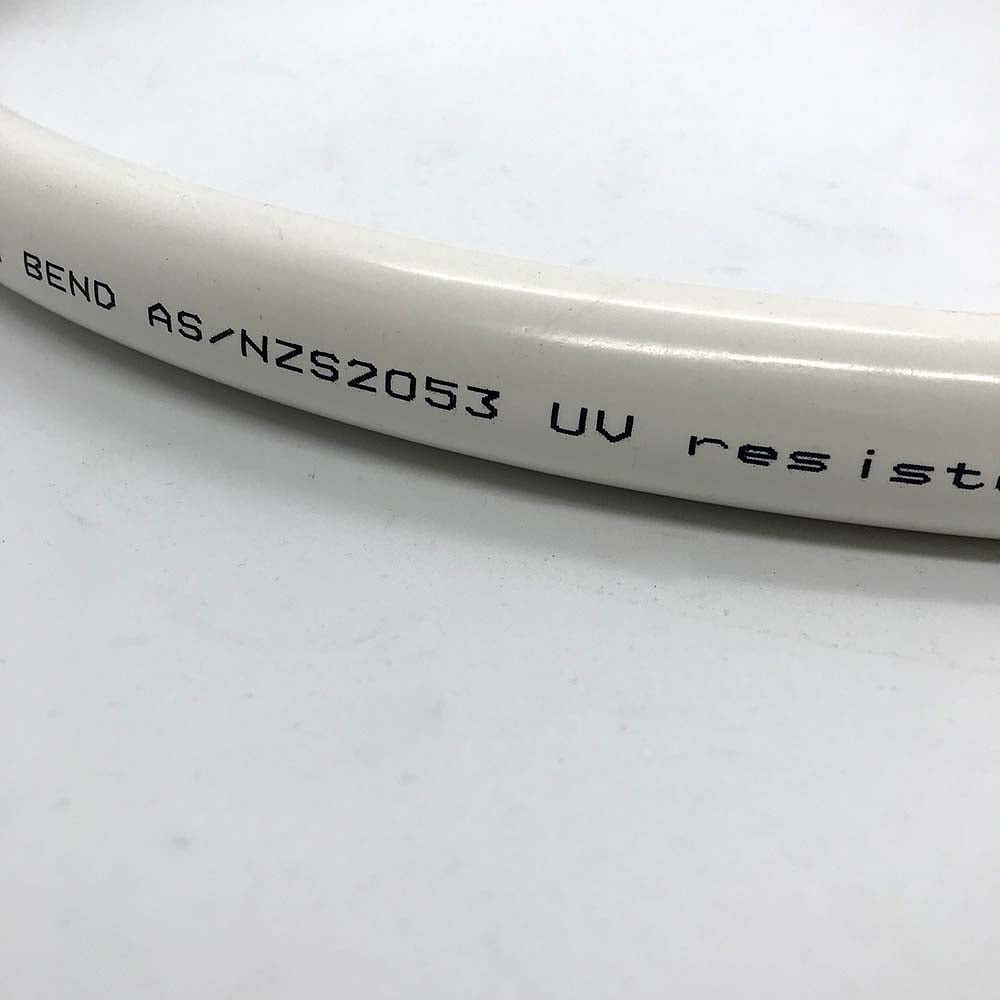 BEND AS/NZS2053 UV resist